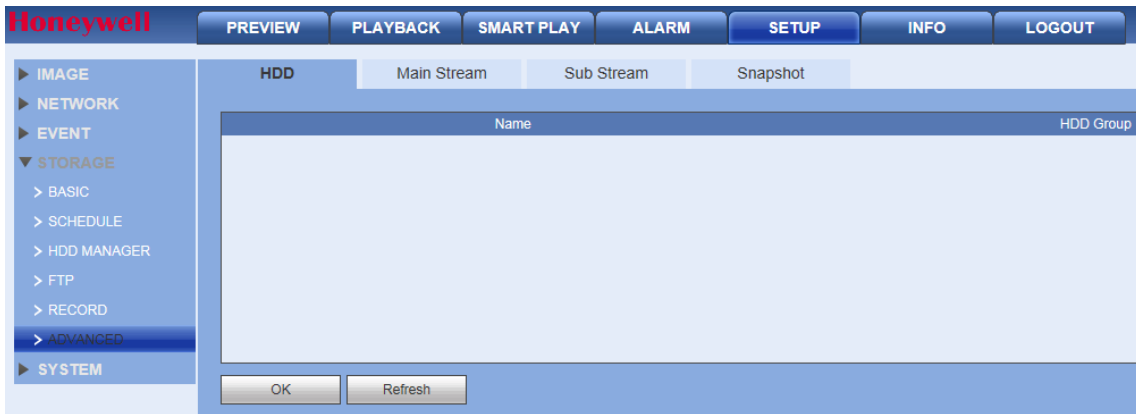 Honeywell
PREVIEW PLAYBACK SMART PLAY ALARM SETUP INFO LOGOUT
IMAGE
NETWORK
EVENT
STORAGE
> BASIC
> SCHEDULE
> HDD MANAGER
> FTP
> RECORD
> ADVANCED
SYSTEM
HDD Main Stream Sub Stream Snapshot
Name HDD Group
OK Refresh